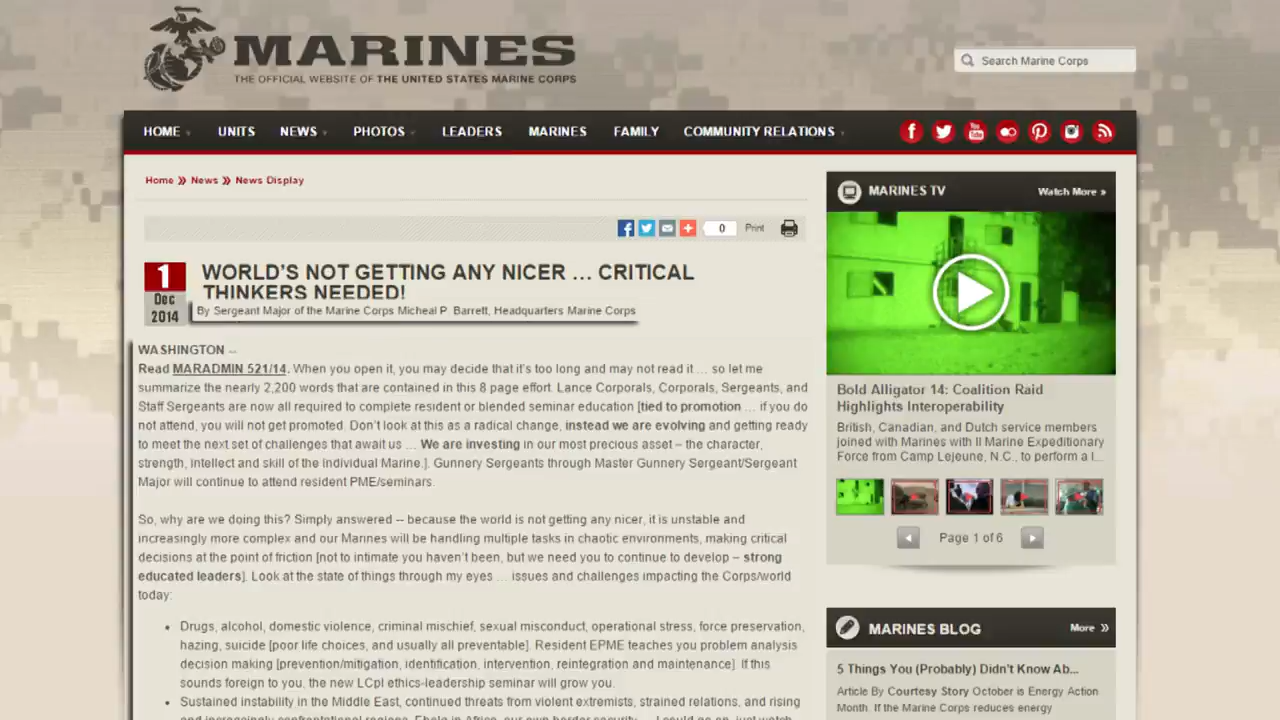 MARINES
THE OFFICIAL WEBSITE OF THE UNITED STATES MARINE CORPS
Search Marine Corps
HOME UNITS NEWS PHOTOS LEADERS MARINES FAMILY COMMUNITY RELATIONS
Home » News » News Display
0 Print
1
Dec
2014
WORLD'S NOT GETTING ANY NICER … CRITICAL
THINKERS NEEDED!
By Sergeant Major of the Marine Corps Micheal P. Barrett, Headquarters Marine Corps
WASHINGTON --
Read MARADMIN 521/14. When you open it, you may decide that it's too long and may not read it … so let me
summarize the nearly 2,200 words that are contained in this 8 page effort. Lance Corporals, Corporals, Sergeants, and
Staff Sergeants are now all required to complete resident or blended seminar education [tied to promotion … if you do
not attend, you will not get promoted. Don't look at this as a radical change, instead we are evolving and getting ready
to meet the next set of challenges that await us … We are investing in our most precious asset – the character,
strength, intellect and skill of the Individual Marine.]. Gunnery Sergeants through Master Gunnery Sergeant/Sergeant
Major will continue to attend resident PME/seminars.
So, why are we doing this? Simply answered -- because the world is not getting any nicer, it is unstable and
increasingly more complex and our Marines will be handling multiple tasks in chaotic environments, making critical
decisions at the point of friction [not to intimate you haven't been, but we need you to continue to develop – strong
educated leaders]. Look at the state of things through my eyes … issues and challenges impacting the Corps/world
today:
• Drugs, alcohol, domestic violence, criminal mischief, sexual misconduct, operational stress, force preservation,
hazing, suicide [poor life choices, and usually all preventable]. Resident EPME teaches you problem analysis
decision making [prevention/mitigation, identification, intervention, reintegration and maintenance]. If this
sounds foreign to you, the new LCpl ethics-leadership seminar will grow you.
• Sustained instability in the Middle East, continued threats from violent extremists, strained relations, and rising
and increasingly confrontational regimes, Ebola in Africa, our own border security … I could go on, just watch
MARINES TV
Watch More »
Bold Alligator 14: Coalition Raid
Highlights Interoperability
British, Canadian, and Dutch service members
joined with Marines with II Marine Expeditionary
Force from Camp Lejeune, N.C., to perform a l...
Page 1 of 6
MARINES BLOG
More »
5 Things You (Probably) Didn't Know Ab...
Article By Courtesy Story October is Energy Action
Month. If the Marine Corps reduces energy